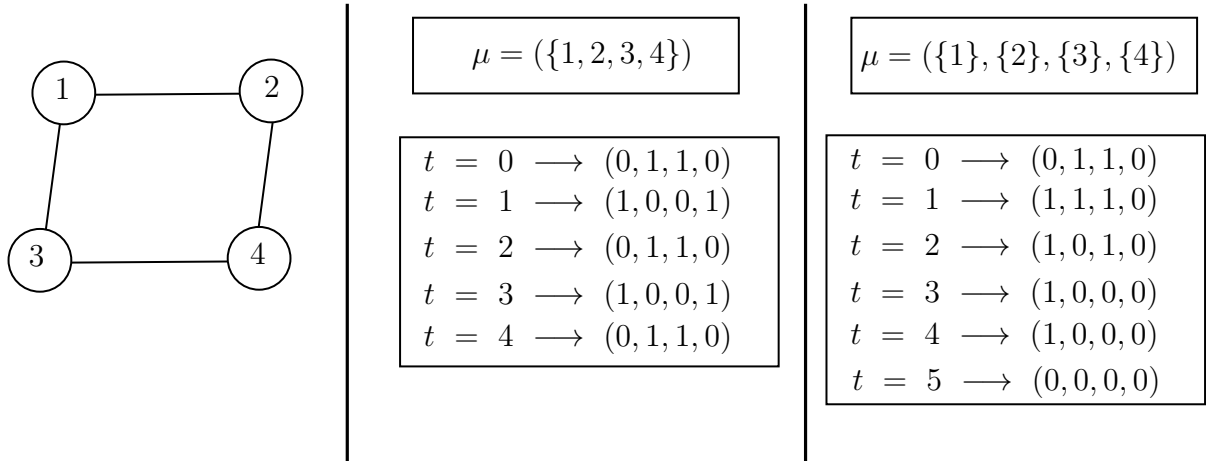 1
2
3
4
μ = ({1, 2, 3, 4})
t = 0 ⟶ (0, 1, 1, 0)
t = 1 ⟶ (1, 0, 0, 1)
t = 2 ⟶ (0, 1, 1, 0)
t = 3 ⟶ (1, 0, 0, 1)
t = 4 ⟶ (0, 1, 1, 0)
μ = ({1}, {2}, {3}, {4})
t = 0 ⟶ (0, 1, 1, 0)
t = 1 ⟶ (1, 1, 1, 0)
t = 2 ⟶ (1, 0, 1, 0)
t = 3 ⟶ (1, 0, 0, 0)
t = 4 ⟶ (1, 0, 0, 0)
t = 5 ⟶ (0, 0, 0, 0)